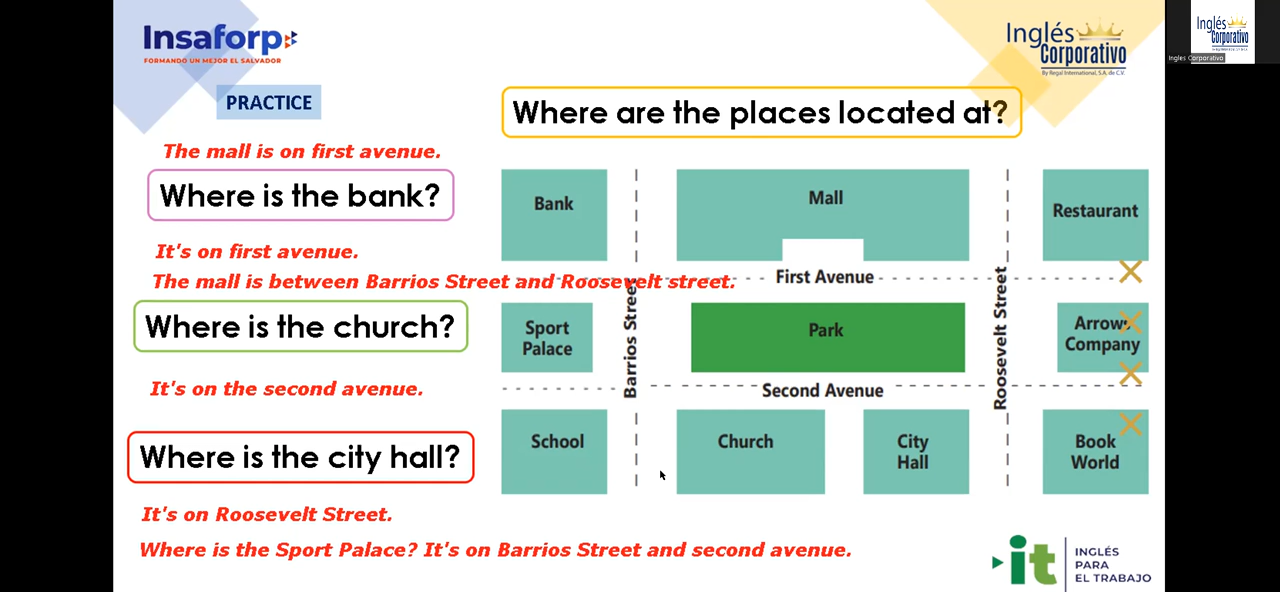 Insaforp
FORMANDO UN MEJOR EL SALVADOR
Inglés
Corporativo
By Regal International, S.A. de C.V.
Inglés
Corporativo
Ingles Corporativo
PRACTICE
Where are the places located at?
The mall is on first avenue.
Where is the bank?
It's on first avenue.
The mall is between Barrios Street and Roosevelt street.
Where is the church?
It's on the second avenue.
Where is the city hall?
It's on Roosevelt Street.
Where is the Sport Palace? It's on Barrios Street and second avenue.
Bank
Mall
Restaurant
First Avenue
Barrios Street
Roosevelt Street
Sport
Palace
Park
Arrows
Company
Second Avenue
School
Church
City
Hall
Book
World
it
INGLÉS
PARA
EL TRABAJO